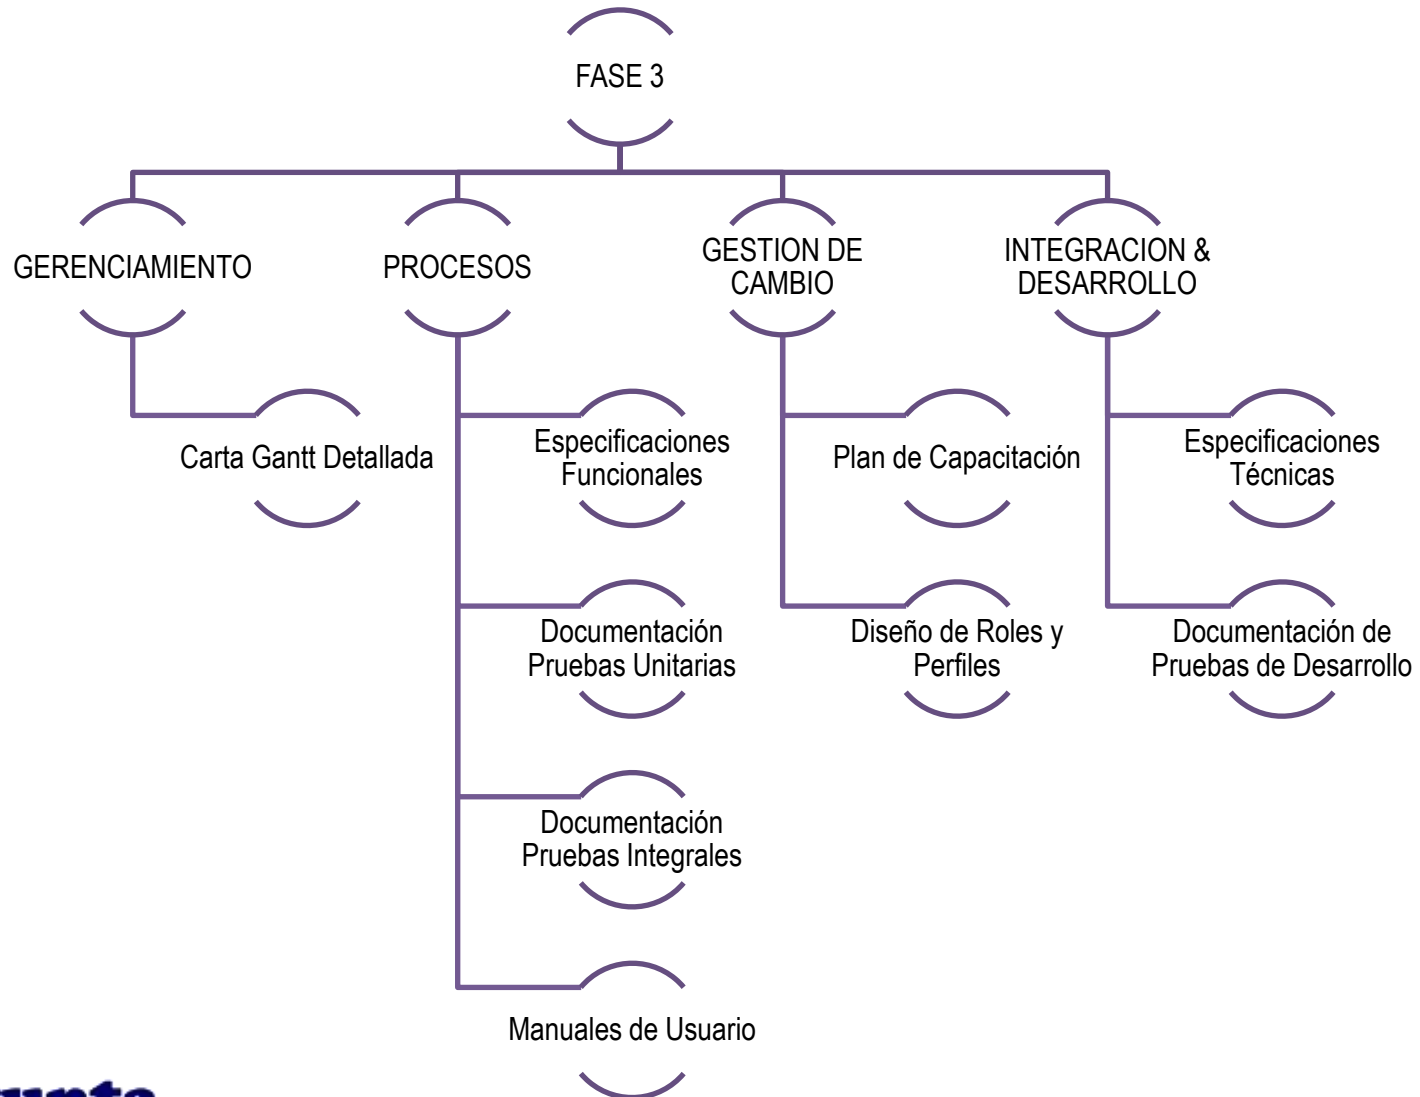 FASE 3
GERENCIAMIENTO
PROCESOS
GESTION DE
CAMBIO
INTEGRACION &
DESARROLLO
Carta Gantt Detallada
Especificaciones
Funcionales
Plan de Capacitación
Especificaciones
Técnicas
Documentación
Pruebas Unitarias
Diseño de Roles y
Perfiles
Documentación de
Pruebas de Desarrollo
Documentación
Pruebas Integrales
Manuales de Usuario